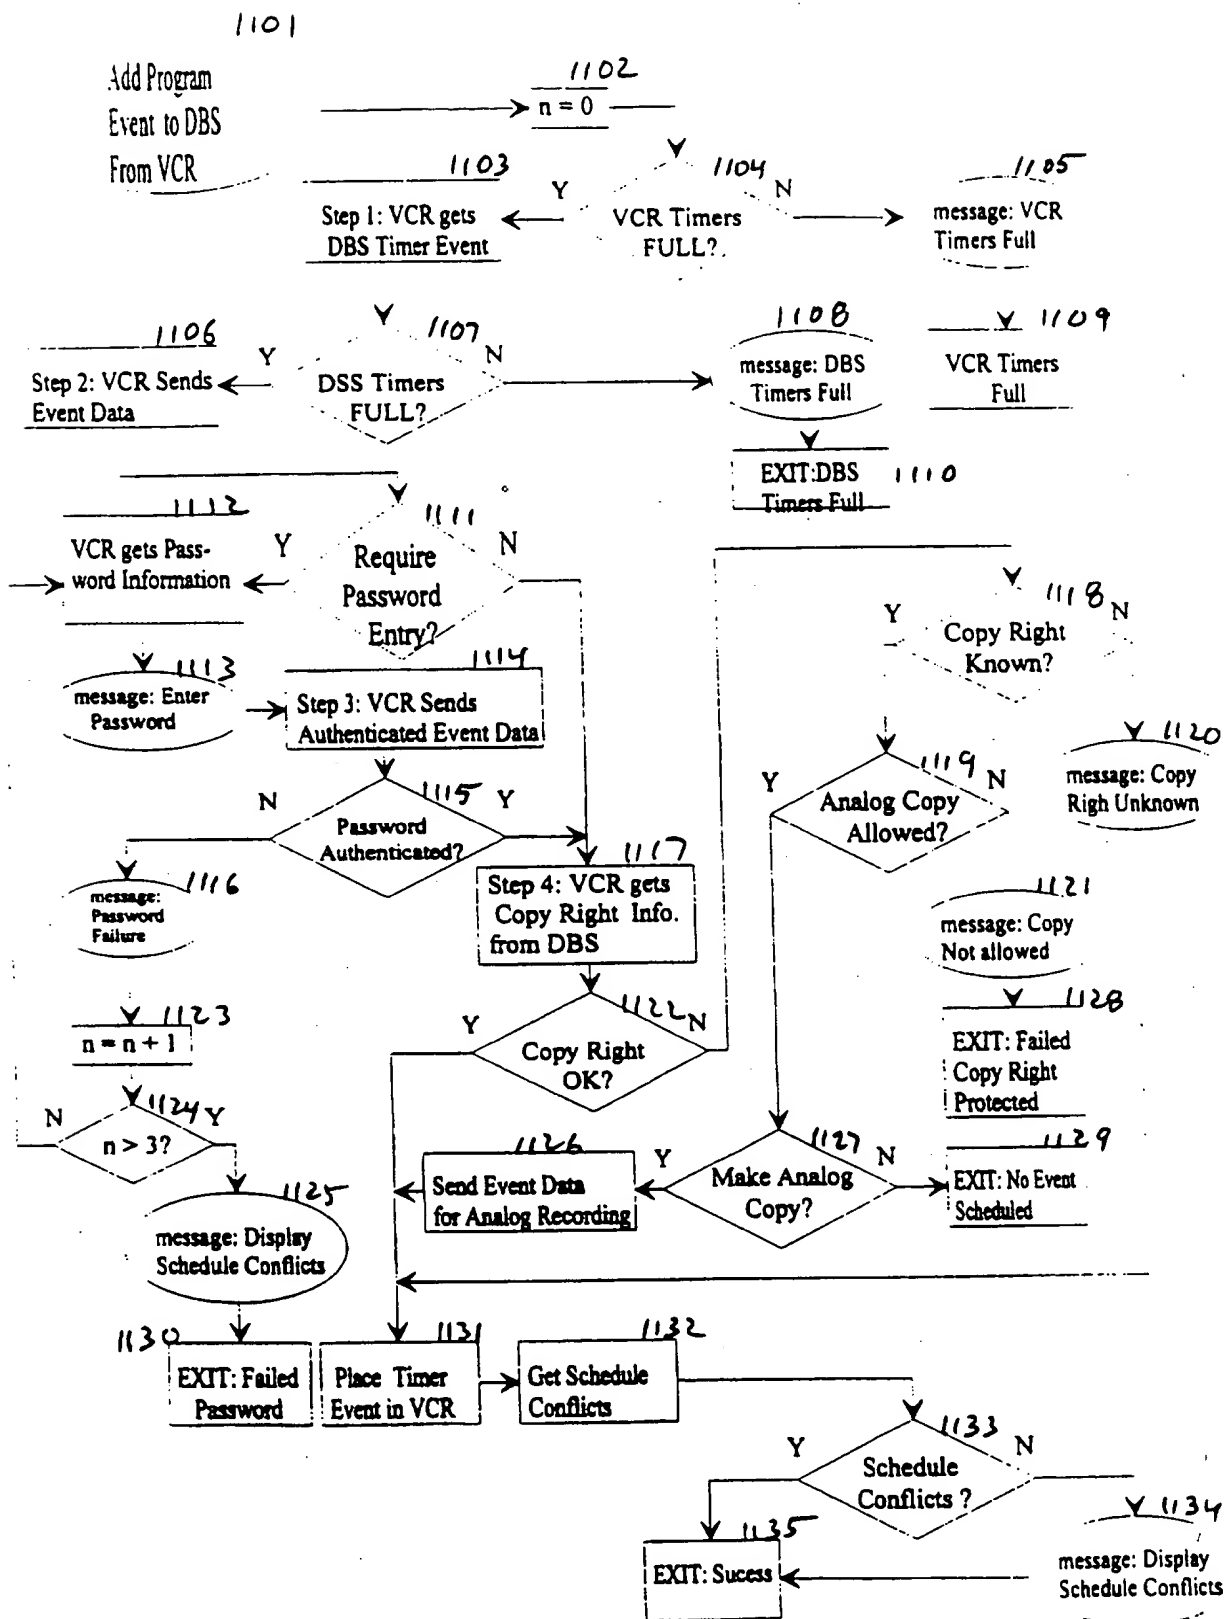 1101
Add Program
Event to DBS
From VCR
1102
n = 0
1103
Step 1: VCR gets
DBS Timer Event
Y
1104
N
VCR Timers
FULL?
1105
message: VCR
Timers Full
1106
Step 2: VCR Sends
Event Data
Y
1107
N
DSS Timers
FULL?
1108
message: DBS
Timers Full
1109
VCR Timers
Full
EXIT:DBS
Timers Full
1110
1112
VCR gets Pass-
word Information
Y
1111
N
Require
Password
Entry?
1113
message: Enter
Password
1114
Step 3: VCR Sends
Authenticated Event Data
Y
1118
N
Copy Right
Known?
N
1115
Y
Password
Authenticated?
Y
1119
N
Analog Copy
Allowed?
1120
message: Copy
Righ Unknown
1116
message:
Password
Failure
1117
Step 4: VCR gets
Copy Right Info.
from DBS
1121
message: Copy
Not allowed
1123
n = n + 1
Y
1122
N
Copy Right
OK?
1128
EXIT: Failed
Copy Right
Protected
N
1124
Y
n > 3?
1126
Send Event Data
for Analog Recording
Y
1127
N
Make Analog
Copy?
1129
EXIT: No Event
Scheduled
1125
message: Display
Schedule Conflicts
1130
EXIT: Failed
Password
1131
Place Timer
Event in VCR
1132
Get Schedule
Conflicts
Y
1133
N
Schedule
Conflicts ?
1135
EXIT: Sucess
1134
message: Display
Schedule Conflicts